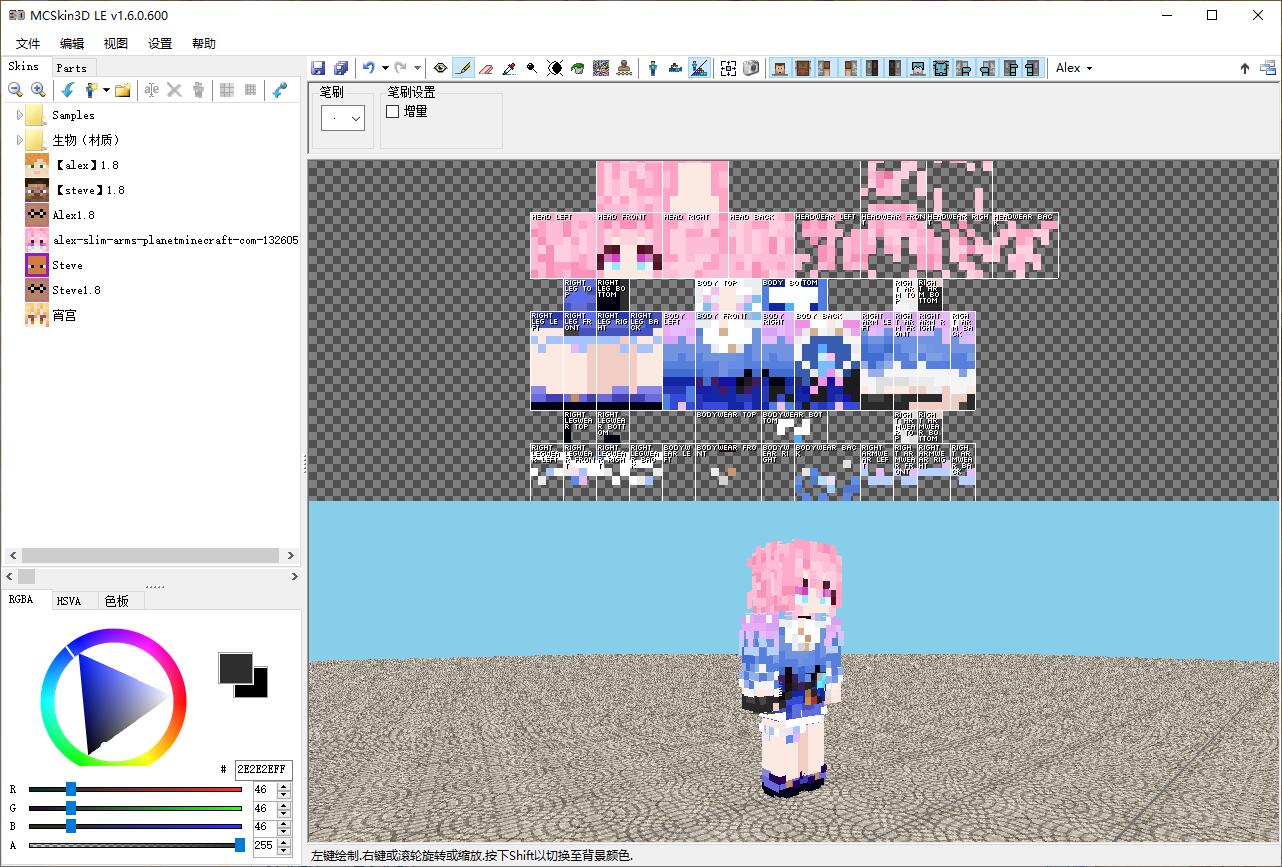 MCSkin3D LE v1.6.0.600
文件 编辑 视图 设置 帮助
Skins Parts
Alex
笔刷 笔刷设置
增量
Samples
生物（材质）
【alex】1.8
【steve】1.8
Alex1.8
alex-slim-arms-planetminecraft-com-132605
Steve
Steve1.8
宵宫
HEAD LEFT HEAD FRONT HEAD RIGHT HEAD BACK HEADWEAR LEFT HEADWEAR FRONT HEADWEAR RIGHT HEADWEAR BACK
RIGHT LEG TOP RIGHT LEG BOTTOM BODY TOP BODY BOTTOM RIGHT ARM TOP RIGHT ARM BOTTOM
RIGHT LEG LEFT RIGHT LEG FRONT RIGHT LEG RIGHT RIGHT LEG BACK BODY LEFT BODY FRONT BODY RIGHT BODY BACK RIGHT ARM LEFT RIGHT ARM FRONT RIGHT ARM RIGHT RIGHT ARM BACK
RIGHT LEGWEAR TOP RIGHT LEGWEAR BOTTOM BODYWEAR TOP BODYWEAR BOTTOM RIGHT ARMWEAR TOP RIGHT ARMWEAR BOTTOM
RIGHT LEGWEAR LEFT RIGHT LEGWEAR FRONT RIGHT LEGWEAR RIGHT RIGHT LEGWEAR BACK BODYWEAR LEFT BODYWEAR FRONT BODYWEAR RIGHT BODYWEAR BACK RIGHT ARMWEAR LEFT RIGHT ARMWEAR FRONT RIGHT ARMWEAR RIGHT RIGHT ARMWEAR BACK
RGBA HSVA 色板
# 2E2E2EFF
R 46
G 46
B 46
A 255
左键绘制,右键或滚轮旋转或缩放,按下Shift以切换至背景颜色.